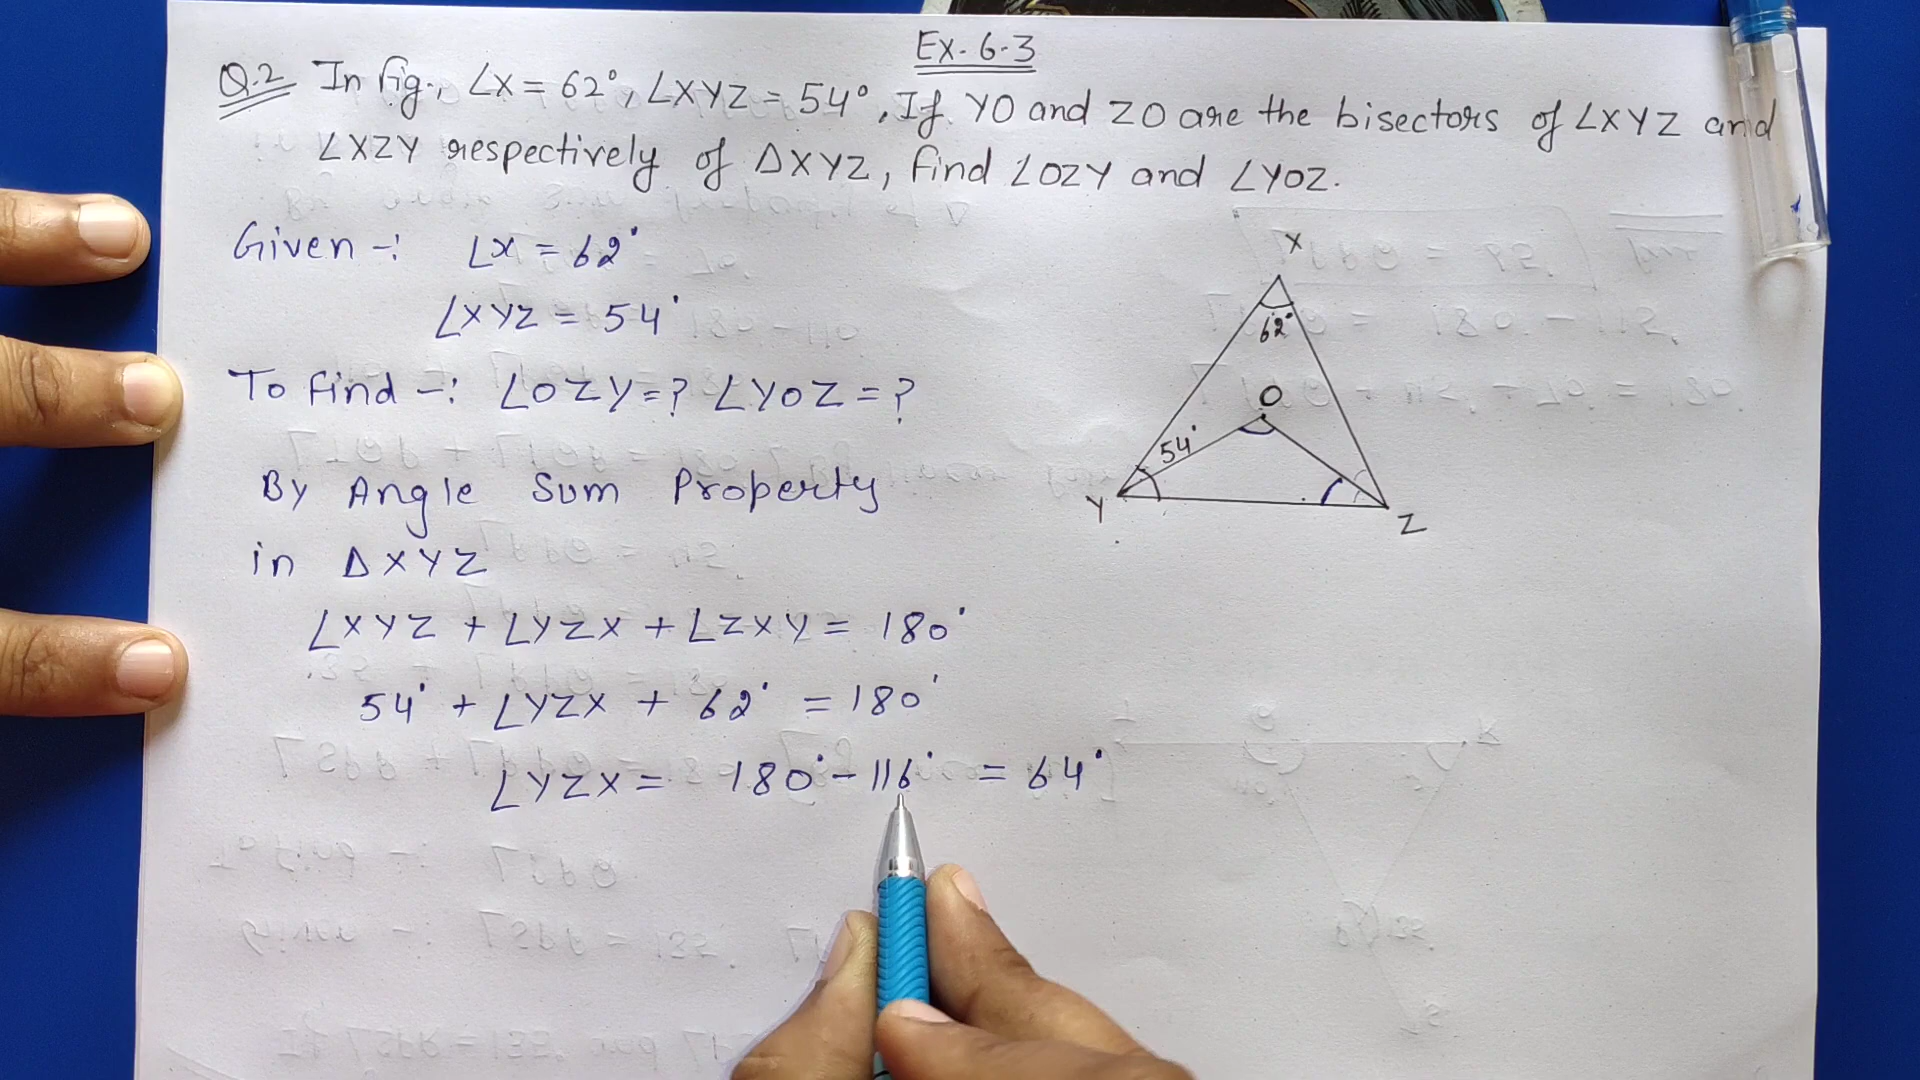 Ex-6.3
Q.2 In fig., ∠X = 62°, ∠XYZ = 54°, If YO and ZO are the bisectors of ∠XYZ and
∠XZY respectively of ΔXYZ, find ∠OZY and ∠YOZ.
Given -: ∠x = 62°
∠XYZ = 54°
To find -: ∠OZY=? ∠YOZ=?
By Angle Sum Property
in ΔXYZ
∠XYZ + ∠YZX + ∠ZXY = 180°
54° + ∠YZX + 62° = 180°
∠YZX = 180° - 116° = 64°
X
62°
O
54°
Y
Z